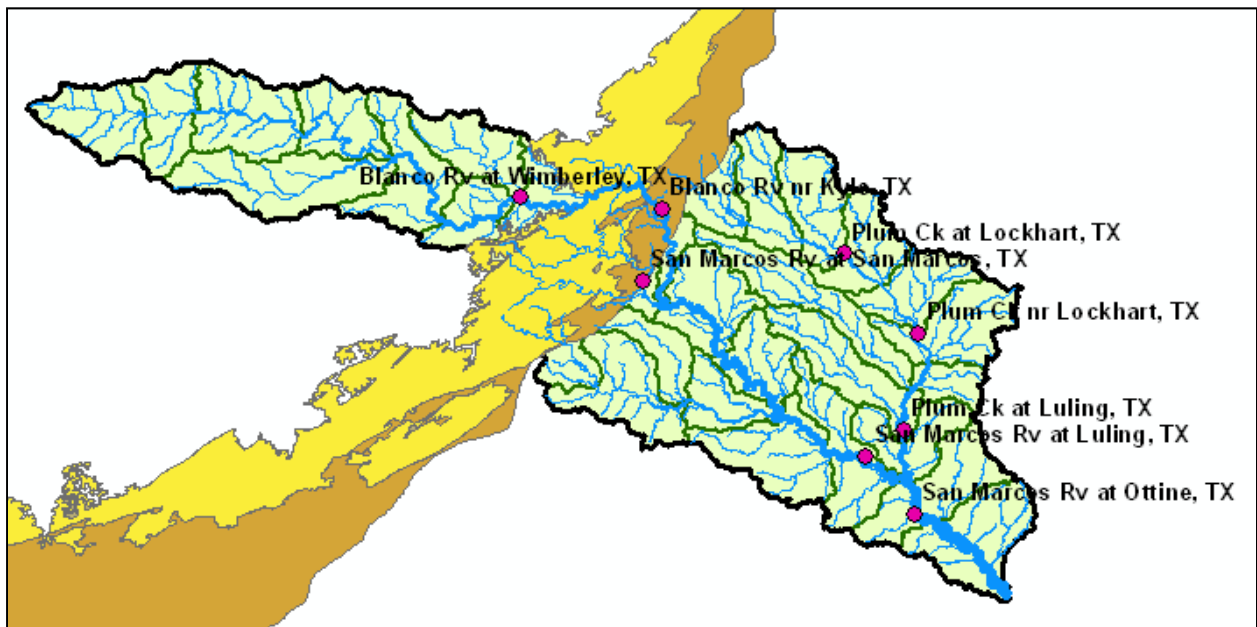 Blanco Rv at Wimberley, TX
Blanco Rv nr Kyle, TX
Plum Ck at Lockhart, TX
San Marcos Rv at San Marcos, TX
Plum Ck nr Lockhart, TX
Plum Ck at Luling, TX
San Marcos Rv at Luling, TX
San Marcos Rv at Ottine, TX